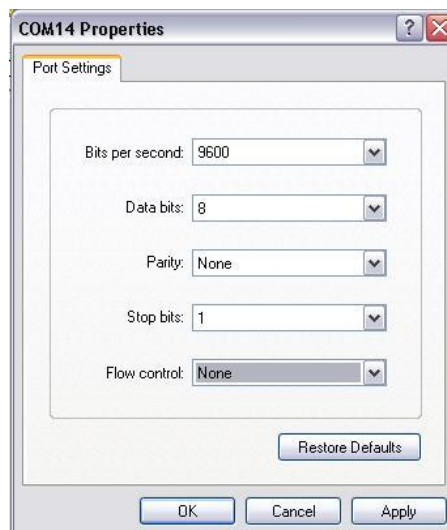 COM14 Properties
Port Settings
Bits per second: 9600
Data bits: 8
Parity: None
Stop bits: 1
Flow control: None
Restore Defaults
OK Cancel Apply